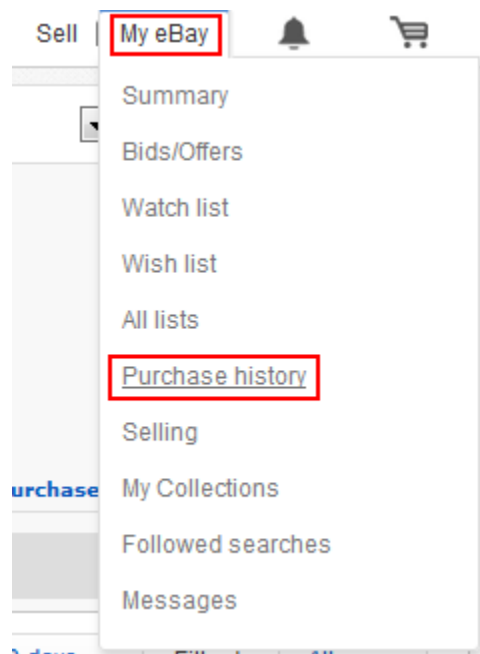 Sell
My eBay
Summary
Bids/Offers
Watch list
Wish list
All lists
Purchase history
Selling
urchase
My Collections
Followed searches
Messages